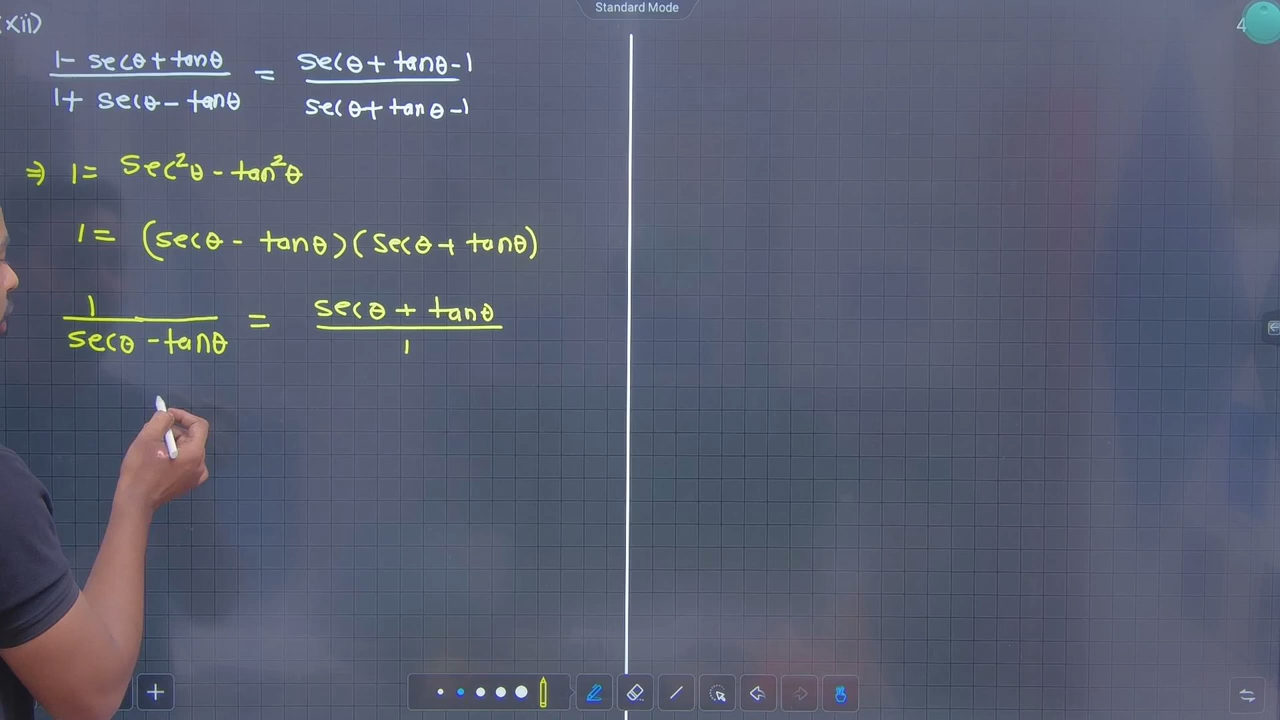 Standard Mode
(xii)
4
1 - secθ + tanθ / 1 + secθ - tanθ = secθ + tanθ - 1 / secθ + tanθ - 1
⇒ 1 = Sec²θ - tan²θ
1 = (secθ - tanθ)(secθ + tanθ)
1 / secθ - tanθ = secθ + tanθ / 1